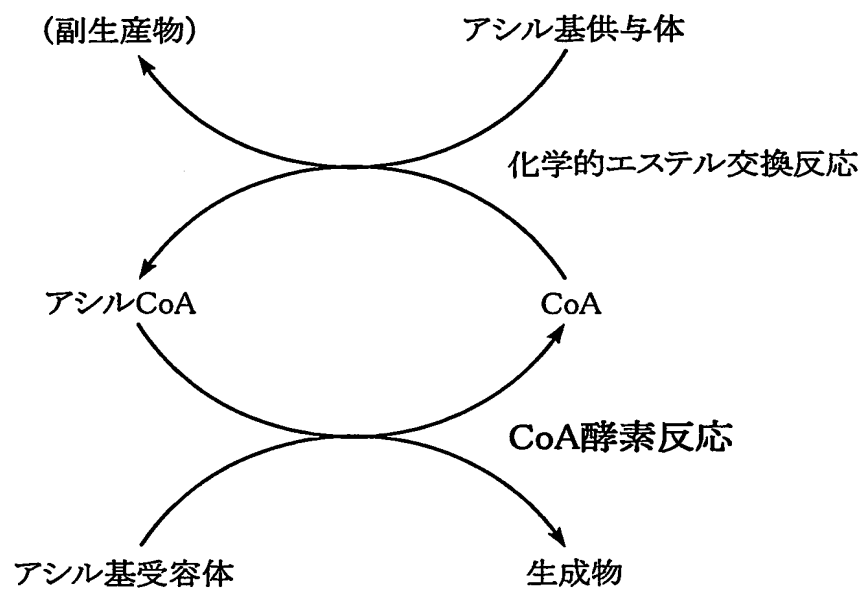 (副生産物)
アシル基供与体
化学的エステル交換反応
アシルCoA
CoA
CoA酵素反応
アシル基受容体
生成物